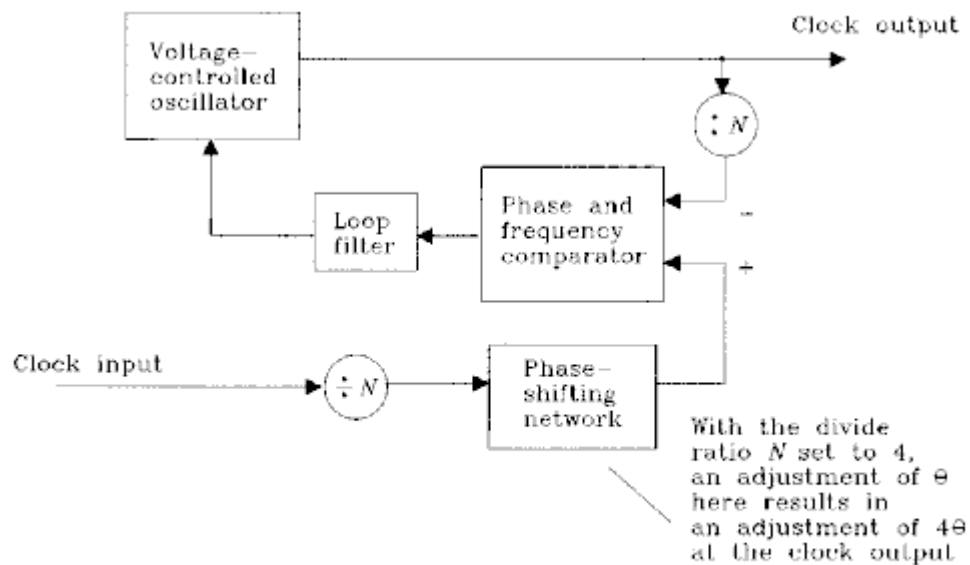 Clock output
Voltage-
controlled
oscillator
÷ N
Phase and
frequency
comparator
-
+
Loop
filter
Clock input
÷ N
Phase-
shifting
network
With the divide
ratio N set to 4,
an adjustment of θ
here results in
an adjustment of 4θ
at the clock output